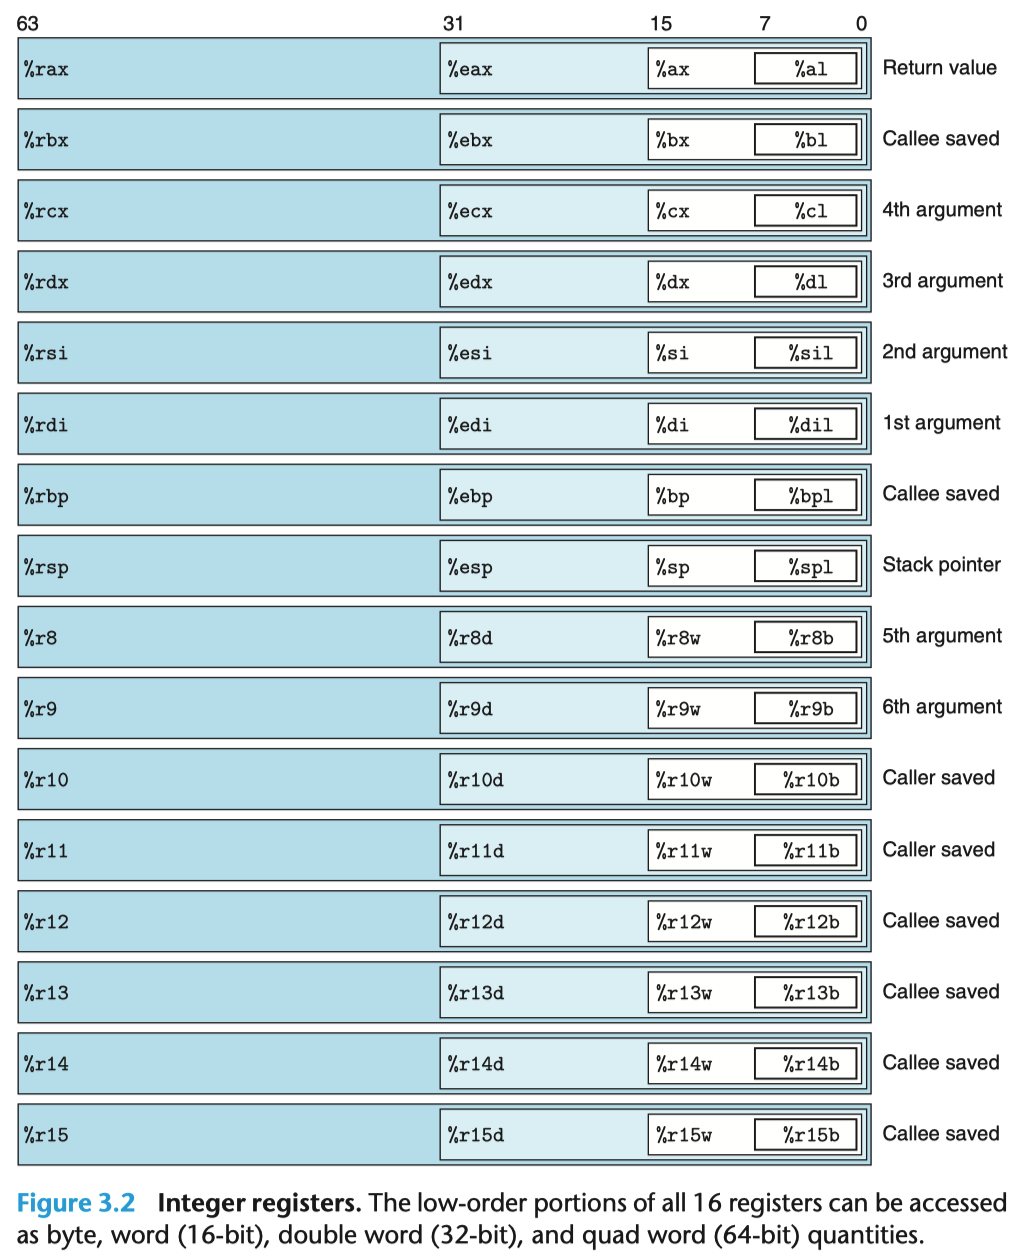 63 31 15 7 0
%rax %eax %ax %al Return value
%rbx %ebx %bx %bl Callee saved
%rcx %ecx %cx %cl 4th argument
%rdx %edx %dx %dl 3rd argument
%rsi %esi %si %sil 2nd argument
%rdi %edi %di %dil 1st argument
%rbp %ebp %bp %bpl Callee saved
%rsp %esp %sp %spl Stack pointer
%r8 %r8d %r8w %r8b 5th argument
%r9 %r9d %r9w %r9b 6th argument
%r10 %r10d %r10w %r10b Caller saved
%r11 %r11d %r11w %r11b Caller saved
%r12 %r12d %r12w %r12b Callee saved
%r13 %r13d %r13w %r13b Callee saved
%r14 %r14d %r14w %r14b Callee saved
%r15 %r15d %r15w %r15b Callee saved
Figure 3.2 Integer registers. The low-order portions of all 16 registers can be accessed
as byte, word (16-bit), double word (32-bit), and quad word (64-bit) quantities.